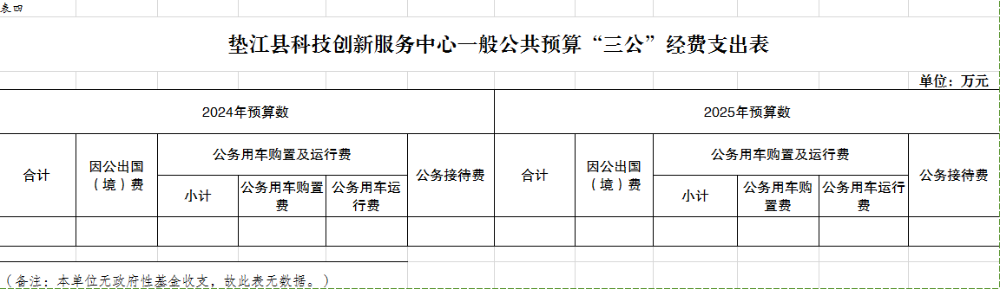 表四
垫江县科技创新服务中心一般公共预算“三公”经费支出表
单位：万元
2024年预算数 2025年预算数
合计 因公出国（境）费 公务用车购置及运行费 公务接待费 合计 因公出国（境）费 公务用车购置及运行费 公务接待费
小计 公务用车购置费 公务用车运行费 小计 公务用车购置费 公务用车运行费
（备注：本单位无政府性基金收支，故此表无数据。）